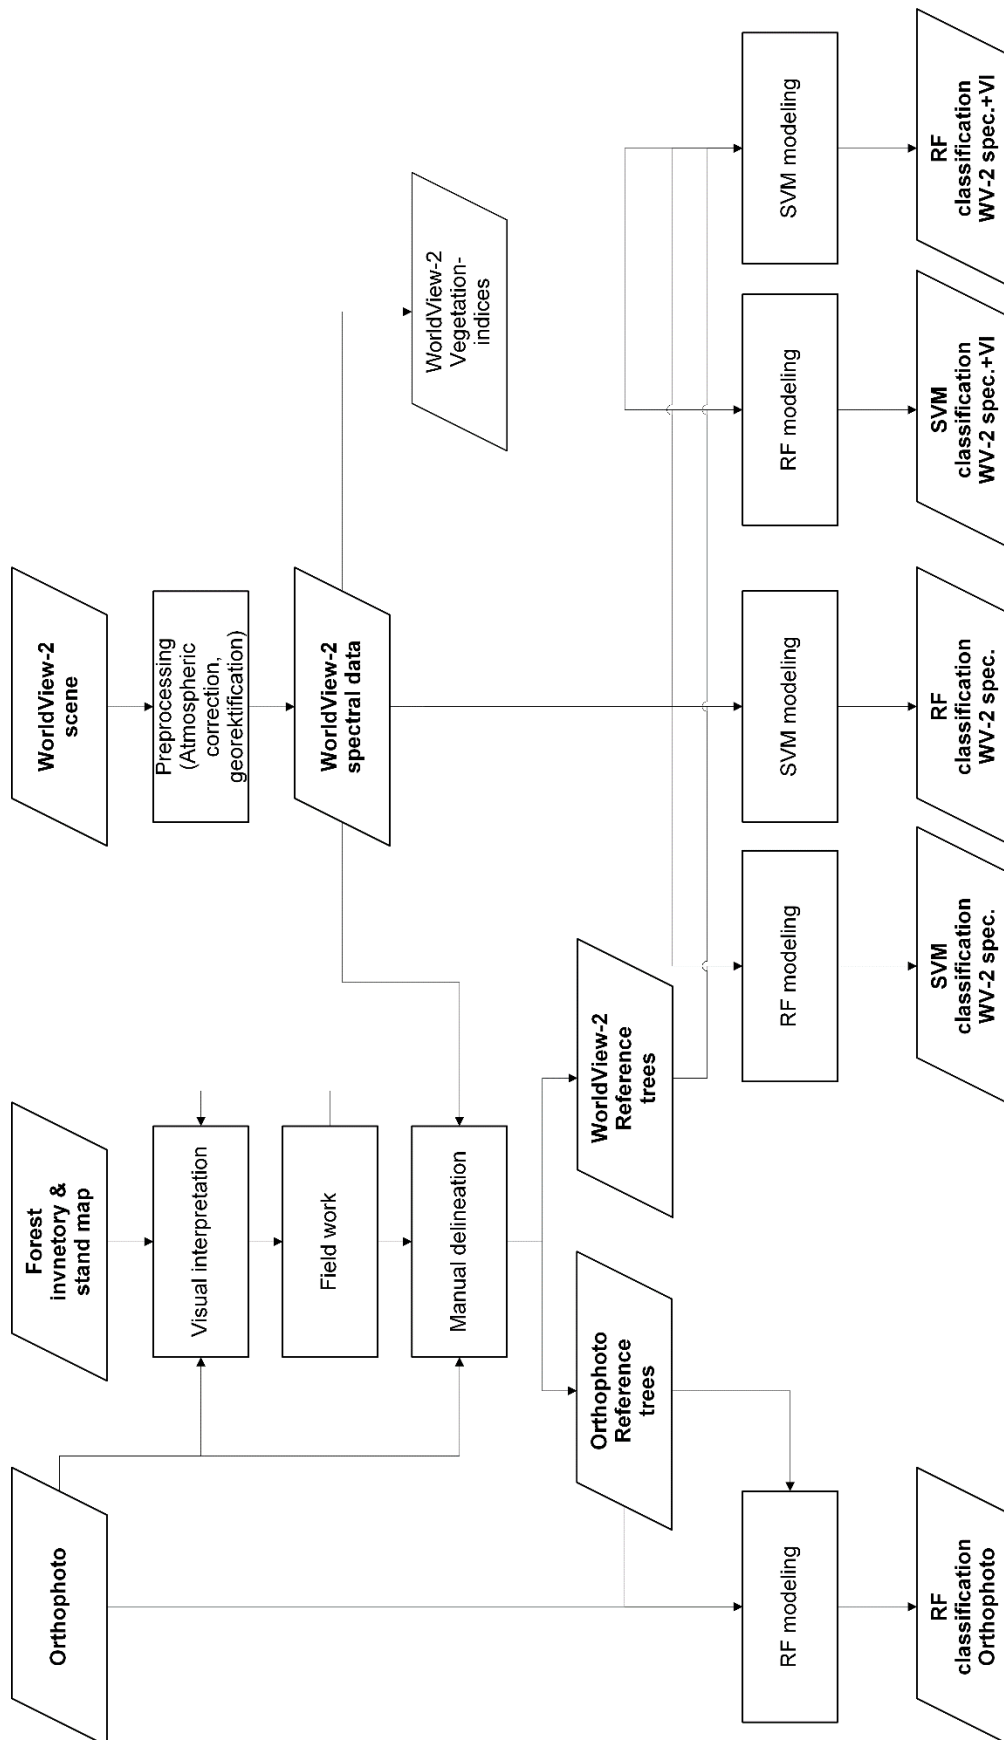 Orthophoto
Forest
invnetory &
stand map
WorldView-2
scene
Visual interpretation
Preprocessing
(Atmospheric
correction,
georektification)
Field work
WorldView-2
spectral data
Manual delineation
WorldView-2
Vegetation-
indices
Orthophoto
Reference
trees
WorldView-2
Reference
trees
RF modeling
RF modeling
SVM modeling
RF modeling
SVM modeling
RF
classification
Orthophoto
SVM
classification
WV-2 spec.
RF
classification
WV-2 spec.
SVM
classification
WV-2 spec.+VI
RF
classification
WV-2 spec.+VI